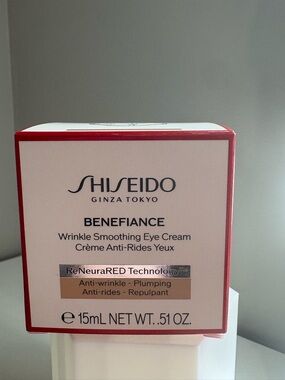 SHISEIDO
GINZA TOKYO
BENEFIANCE
Wrinkle Smoothing Eye Cream
Crème Anti-Rides Yeux
ReNeuraRED Technology
Anti-wrinkle - Plumping
Anti-rides - Repulpant
℮ 15mL NET WT. .51 OZ.